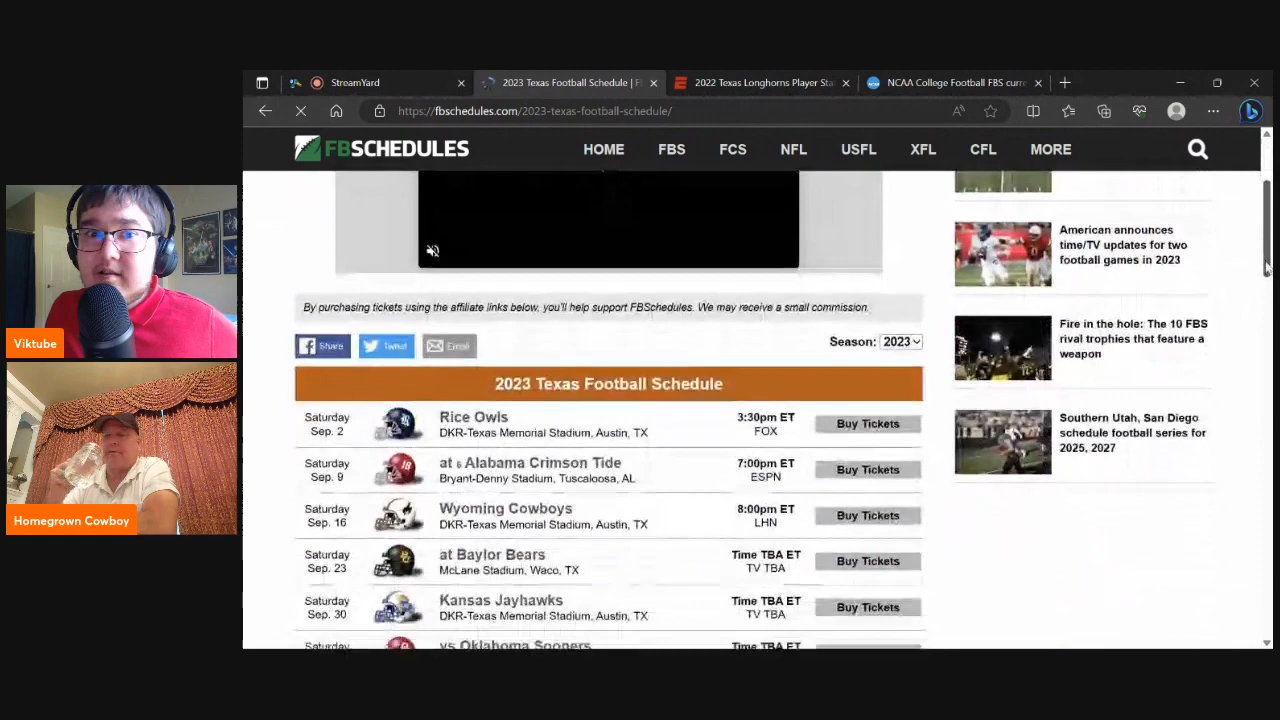 StreamYard
2023 Texas Football Schedule | F
2022 Texas Longhorns Player Sta
NCAA College Football FBS curr
https://fbschedules.com/2023-texas-football-schedule/
FBSCHEDULES
HOME
FBS
FCS
NFL
USFL
XFL
CFL
MORE
By purchasing tickets using the affiliate links below, you'll help support FBSchedules. We may receive a small commission.
Share
Tweet
Email
Season: 2023
2023 Texas Football Schedule
Saturday
Sep. 2
Rice Owls
DKR-Texas Memorial Stadium, Austin, TX
3:30pm ET
FOX
Buy Tickets
Saturday
Sep. 9
at 6 Alabama Crimson Tide
Bryant-Denny Stadium, Tuscaloosa, AL
7:00pm ET
ESPN
Buy Tickets
Saturday
Sep. 16
Wyoming Cowboys
DKR-Texas Memorial Stadium, Austin, TX
8:00pm ET
LHN
Buy Tickets
Saturday
Sep. 23
at Baylor Bears
McLane Stadium, Waco, TX
Time TBA ET
TV TBA
Buy Tickets
Saturday
Sep. 30
Kansas Jayhawks
DKR-Texas Memorial Stadium, Austin, TX
Time TBA ET
TV TBA
Buy Tickets
Saturday
vs Oklahoma Sooners
Time TBA ET
American announces
time/TV updates for two
football games in 2023
Fire in the hole: The 10 FBS
rival trophies that feature a
weapon
Southern Utah, San Diego
schedule football series for
2025, 2027
Viktube
Homegrown Cowboy